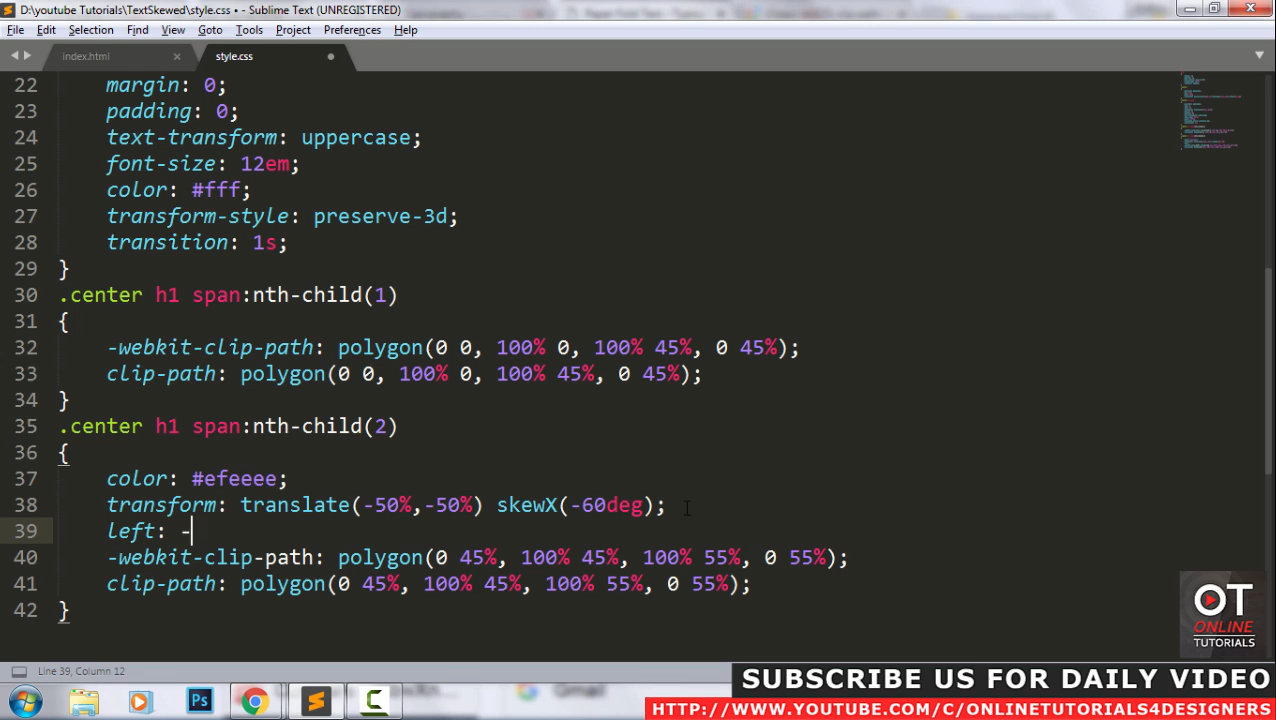 D:\youtube Tutorials\TextSkewed\style.css • - Sublime Text (UNREGISTERED)
File Edit Selection Find View Goto Tools Project Preferences Help
index.html × style.css
22 margin: 0;
23 padding: 0;
24 text-transform: uppercase;
25 font-size: 12em;
26 color: #fff;
27 transform-style: preserve-3d;
28 transition: 1s;
29 }
30 .center h1 span:nth-child(1)
31 {
32 -webkit-clip-path: polygon(0 0, 100% 0, 100% 45%, 0 45%);
33 clip-path: polygon(0 0, 100% 0, 100% 45%, 0 45%);
34 }
35 .center h1 span:nth-child(2)
36 {
37 color: #efeeee;
38 transform: translate(-50%,-50%) skewX(-60deg);
39 left: -
40 -webkit-clip-path: polygon(0 45%, 100% 45%, 100% 55%, 0 55%);
41 clip-path: polygon(0 45%, 100% 45%, 100% 55%, 0 55%);
42 }
OT
ONLINE
TUTORIALS
Line 39, Column 12
SUBSCRIBE US FOR DAILY VIDEO
HTTP://WWW.YOUTUBE.COM/C/ONLINETUTORIALS4DESIGNERS
Gmail
Ps